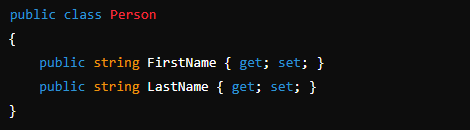 public class Person
{
    public string FirstName { get; set; }
    public string LastName { get; set; }
}